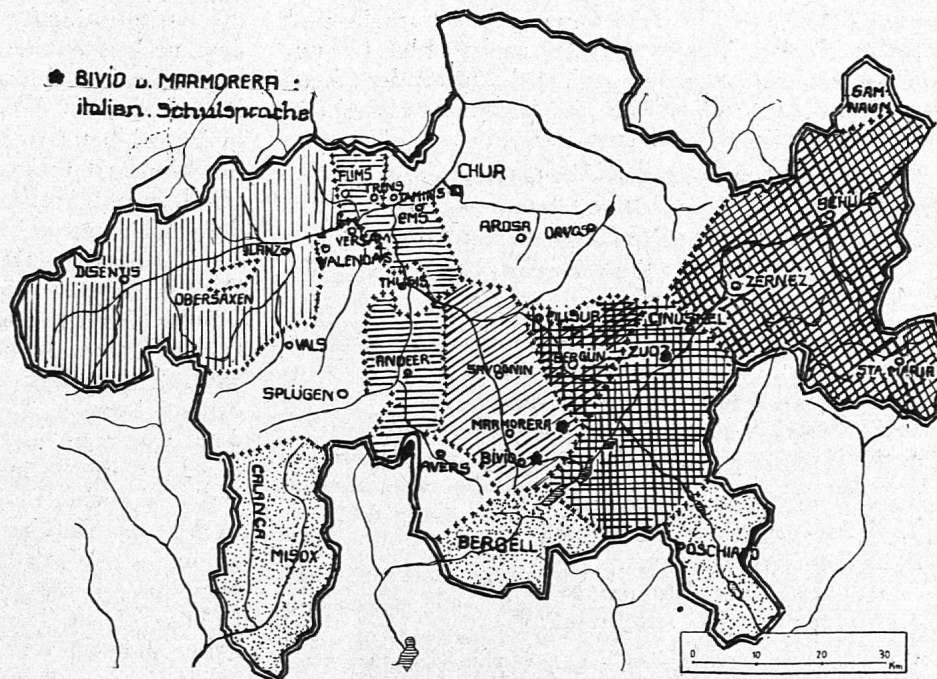 BIVIO u. MARMORERA :
italian. Schulsprache
SAM-
NAUN
FLIMS
TRINS
TAMINS
EMS
CHUR
AROSA
DAVOS
SCHULS
VERSAM
ILANZ
VALENDAS
DISENTIS
OBERSAXEN
THUSIS
ZERNEZ
FILISUR
CINUSKEL
BERGÜN
ZUOZ
STA. MARIA
VALS
ANDEER
SAVOGNIN
SPLÜGEN
MARMORERA
AVERS
BIVIO
CALANCA
MISOX
BERGELL
POSCHIAVO
0 10 20 30
Km